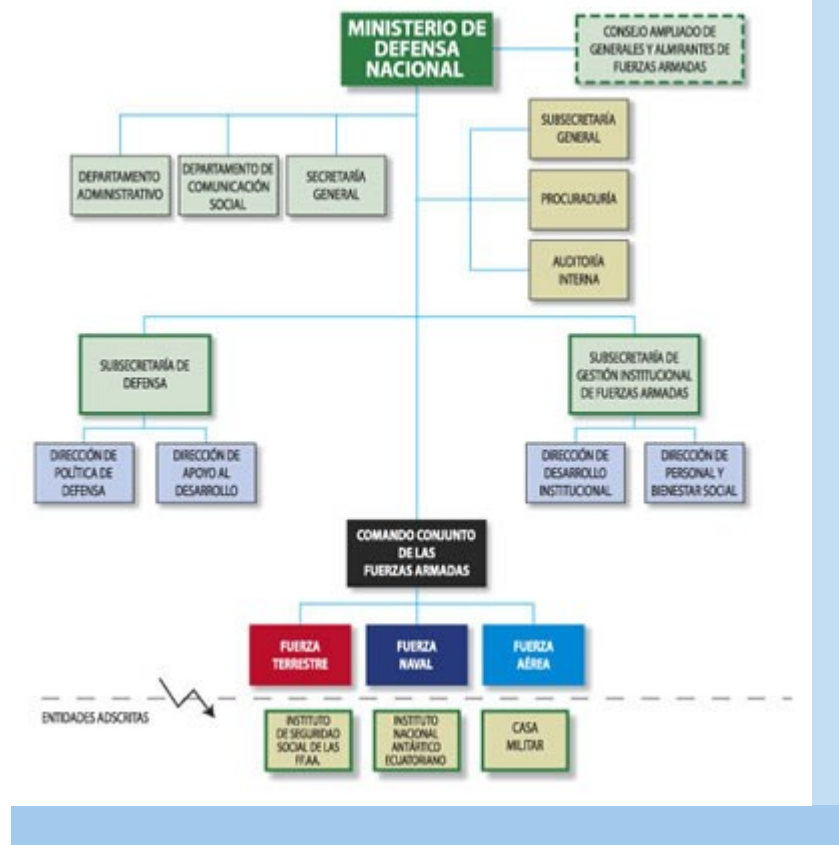 MINISTERIO DE
DEFENSA
NACIONAL
CONSEJO AMPLIADO DE
GENERALES Y ALMIRANTES DE
FUERZAS ARMADAS
SUBSECRETARÍA
GENERAL
DEPARTAMENTO
ADMINISTRATIVO
DEPARTAMENTO DE
COMUNICACIÓN
SOCIAL
SECRETARÍA
GENERAL
PROCURADURÍA
AUDITORÍA
INTERNA
SUBSECRETARÍA DE
DEFENSA
SUBSECRETARÍA DE
GESTIÓN INSTITUCIONAL
DE FUERZAS ARMADAS
DIRECCIÓN DE
POLÍTICA DE
DEFENSA
DIRECCIÓN DE
APOYO AL
DESARROLLO
DIRECCIÓN DE
DESARROLLO
INSTITUCIONAL
DIRECCIÓN DE
PERSONAL Y
BIENESTAR SOCIAL
COMANDO CONJUNTO
DE LAS
FUERZAS ARMADAS
FUERZA
TERRESTRE
FUERZA
NAVAL
FUERZA
AÉREA
ENTIDADES ADSCRITAS
INSTITUTO
DE SEGURIDAD
SOCIAL DE LAS
FF.AA.
INSTITUTO
NACIONAL
ANTÁRTICO
ECUATORIANO
CASA
MILITAR